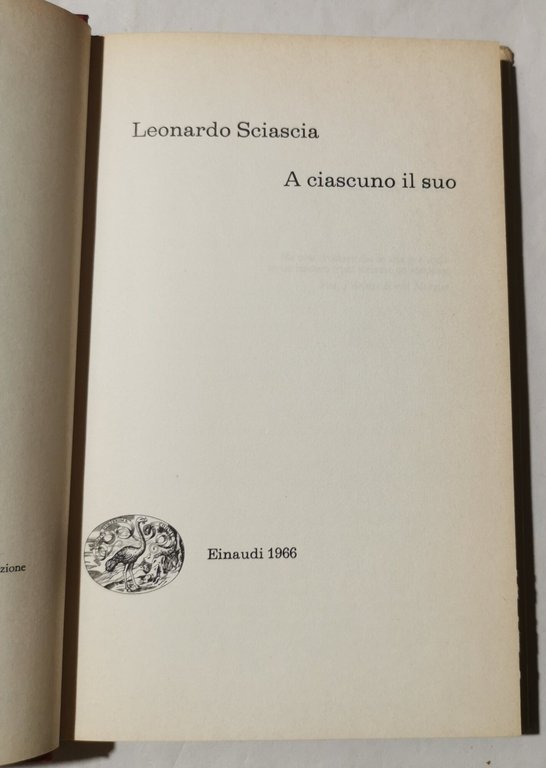 Leonardo Sciascia
A ciascuno il suo
zione
Einaudi 1966